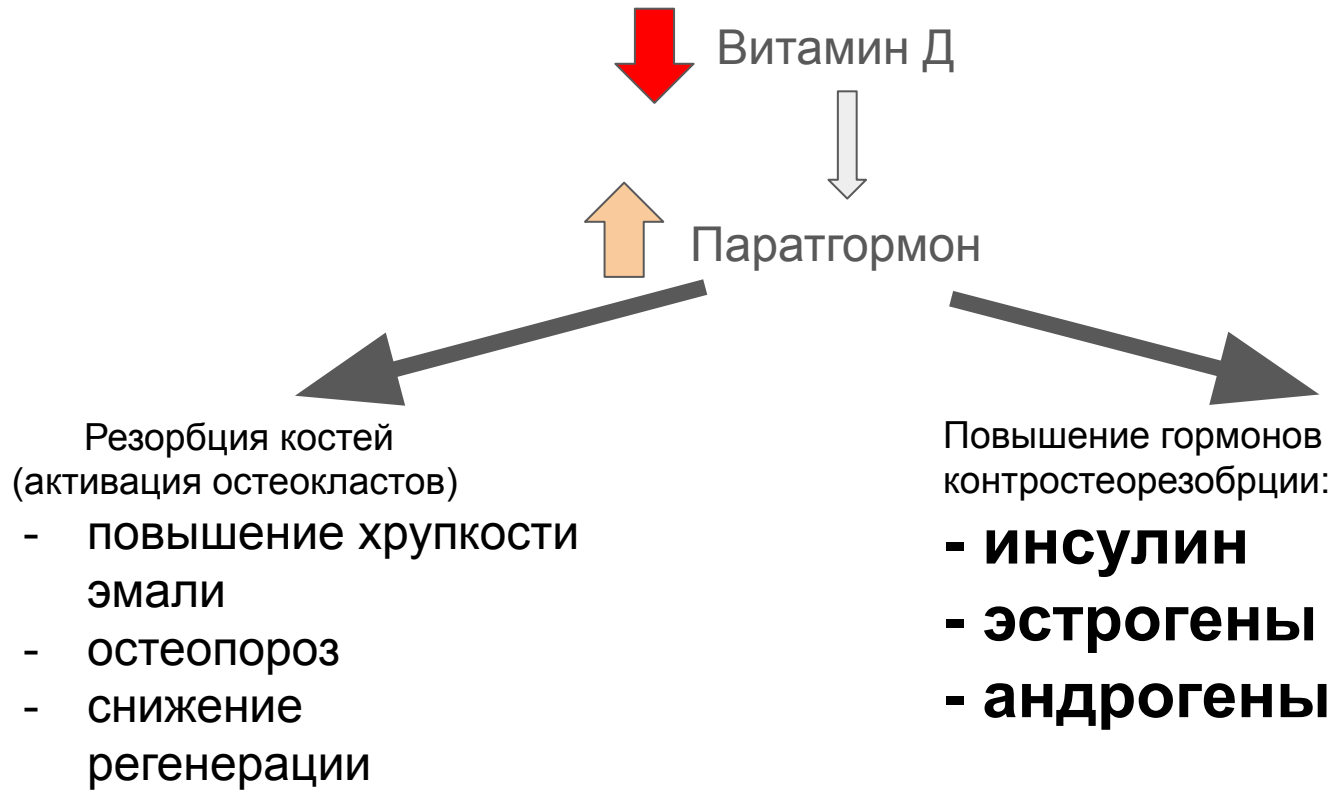 Витамин Д
Паратгормон
Резорбция костей
(активация остеокластов)
- повышение хрупкости
эмали
- остеопороз
- снижение
регенерации
Повышение гормонов
контростеорезобрции:
- инсулин
- эстрогены
- андрогены